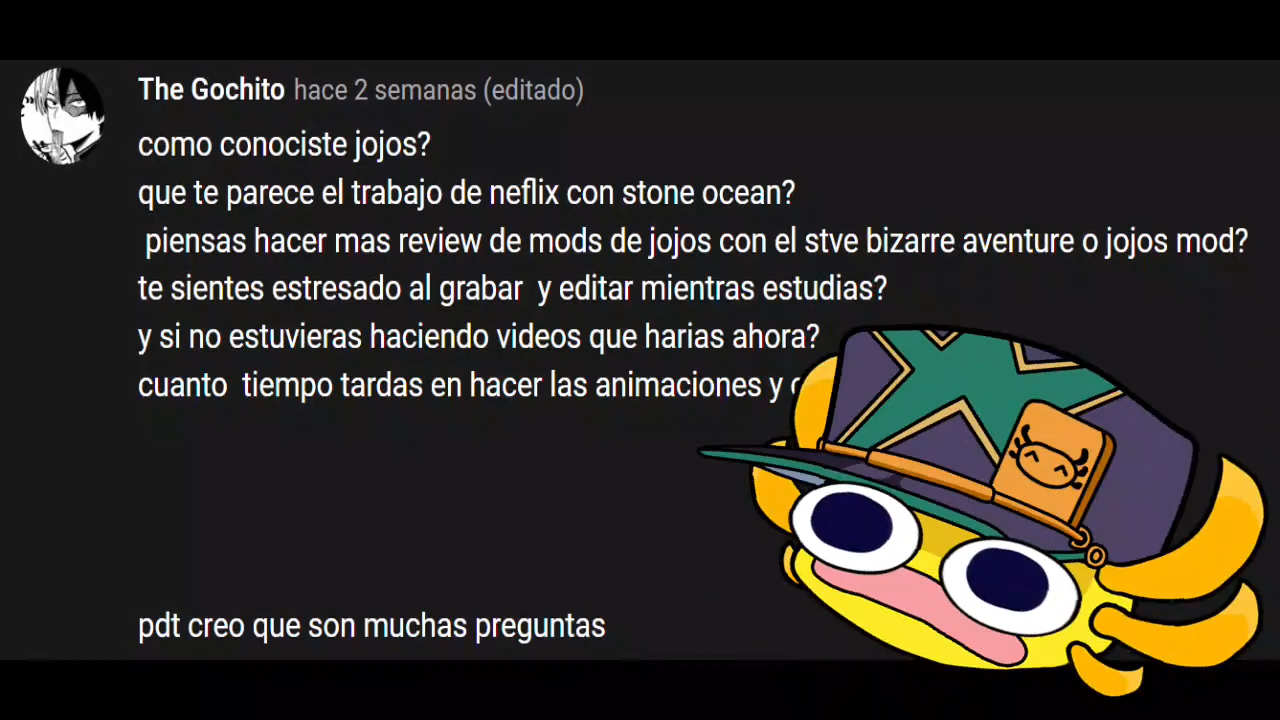 The Gochito hace 2 semanas (editado)
como conociste jojos?
que te parece el trabajo de neflix con stone ocean?
piensas hacer mas review de mods de jojos con el stve bizarre aventure o jojos mod?
te sientes estresado al grabar y editar mientras estudias?
y si no estuvieras haciendo videos que harias ahora?
cuanto tiempo tardas en hacer las animaciones y
pdt creo que son muchas preguntas